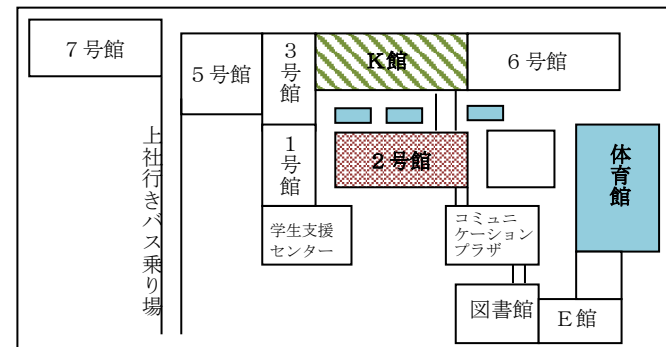 ７号館
５号館
３号館
K館
６号館
１号館
２号館
体育館
上社行きバス乗り場
学生支援
センター
コミュニ
ケーション
プラザ
図書館
E館